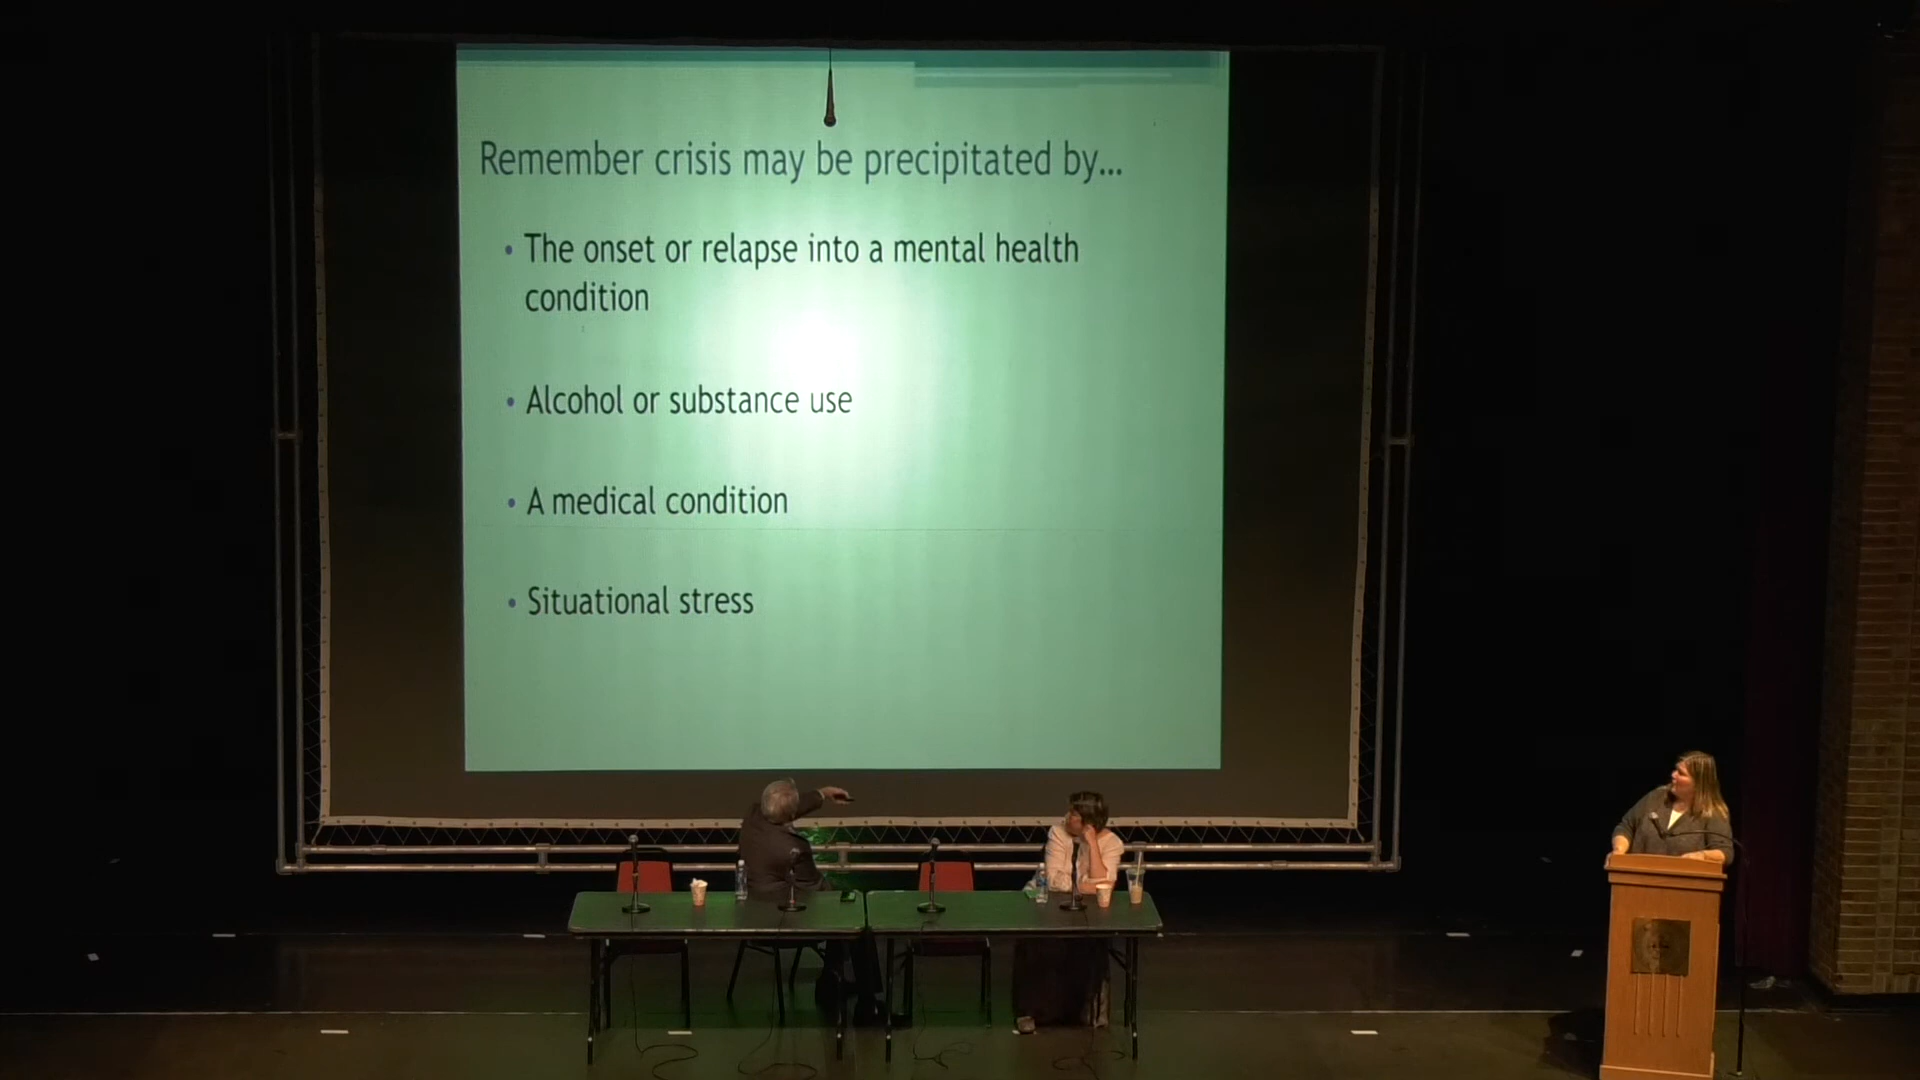 Remember crisis may be precipitated by...
• The onset or relapse into a mental health
condition
• Alcohol or substance use
• A medical condition
• Situational stress